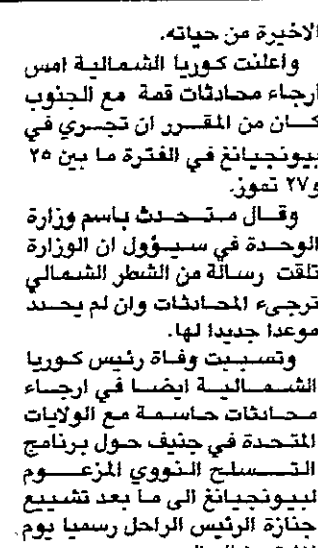 الاخيرة من حياته.
واعلنت كوريا الشمالية امس
ارجاء محادثات قمة مع الجنوب
كان من المقرر ان تجري في
بيونجيانغ في الفترة ما بين ٢٥
و٢٧ تموز.
وقال متحدث باسم وزارة
الوحدة في سيؤول ان الوزارة
تلقت رسالة من الشطر الشمالي
ترجىء المحادثات وان لم يحدد
موعدا جديدا لها.
وتسببت وفاة رئيس كوريا
الشمالية ايضا في ارجاء
محادثات حاسمة مع الولايات
المتحدة في جنيف حول برنامج
التسلح النووي المزعوم
لبيونجيانغ الى ما بعد تشييع
جنازة الرئيس الراحل رسميا يوم